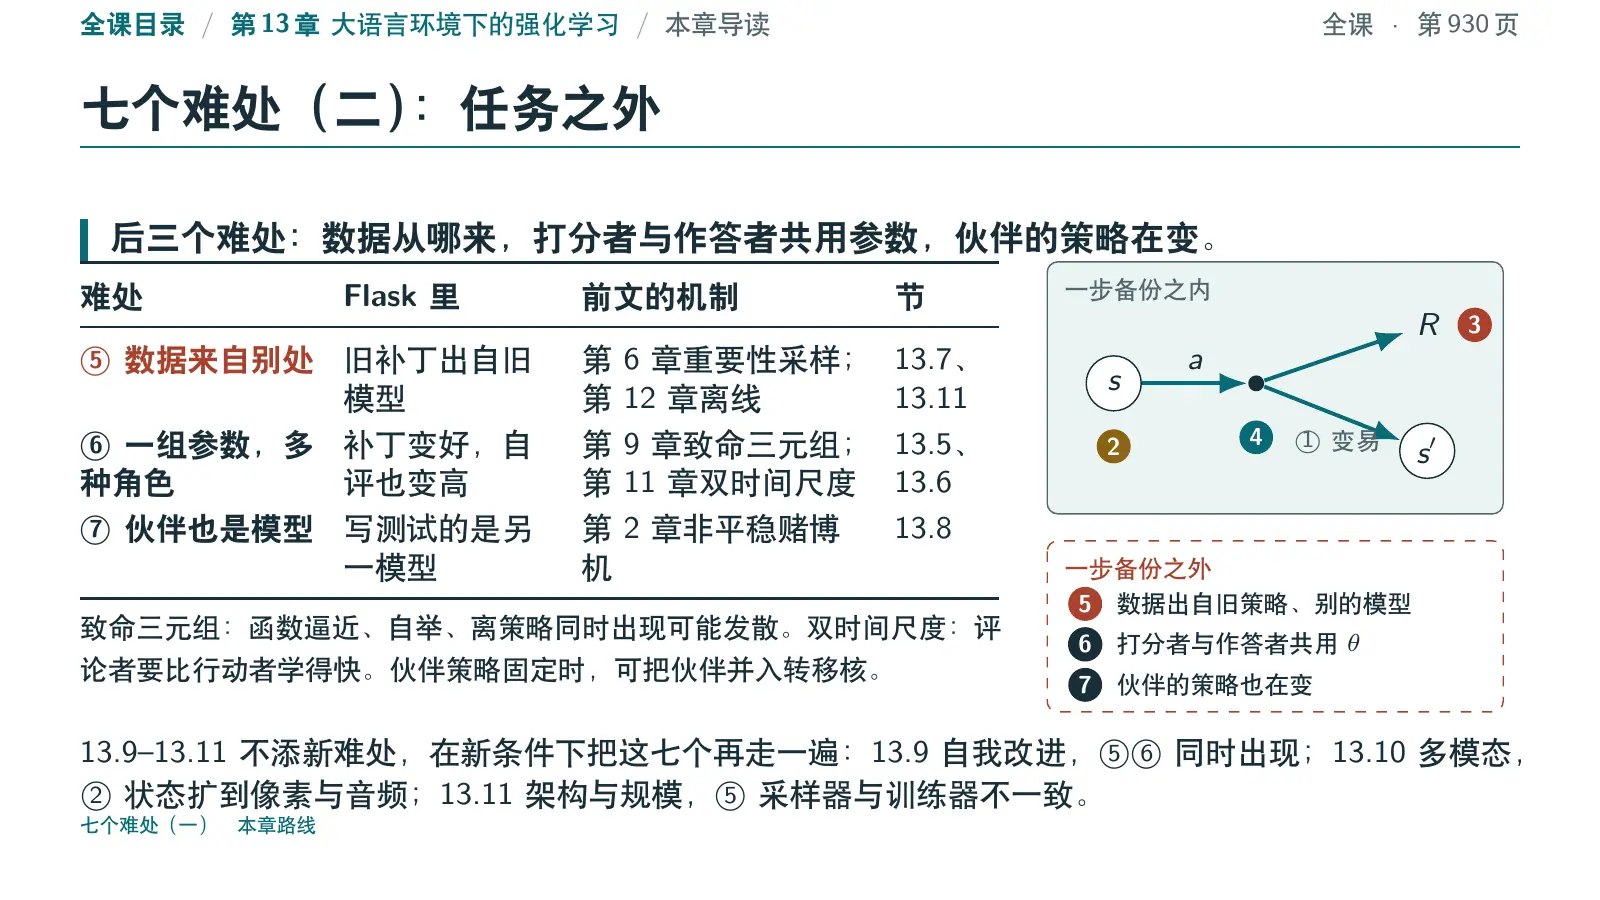 全课目录 / 第 13 章 大语言环境下的强化学习 / 本章导读
全课 · 第 930 页
七个难处（二）：任务之外
后三个难处：数据从哪来，打分者与作答者共用参数，伙伴的策略在变。
难处 Flask 里 前文的机制 节
⑤ 数据来自别处 旧补丁出自旧 第 6 章重要性采样； 13.7、
模型 第 12 章离线 13.11
⑥ 一组参数，多 补丁变好，自 第 9 章致命三元组； 13.5、
种角色 评也变高 第 11 章双时间尺度 13.6
⑦ 伙伴也是模型 写测试的是另 第 2 章非平稳赌博 13.8
一模型 机
致命三元组：函数逼近、自举、离策略同时出现可能发散。双时间尺度：评
论者要比行动者学得快。伙伴策略固定时，可把伙伴并入转移核。
一步备份之内
R 3
s a
2 4 ① 变易 s′
一步备份之外
5 数据出自旧策略、别的模型
6 打分者与作答者共用 θ
7 伙伴的策略也在变
13.9–13.11 不添新难处，在新条件下把这七个再走一遍：13.9 自我改进，⑤⑥ 同时出现；13.10 多模态，
② 状态扩到像素与音频；13.11 架构与规模，⑤ 采样器与训练器不一致。
七个难处（一） 本章路线